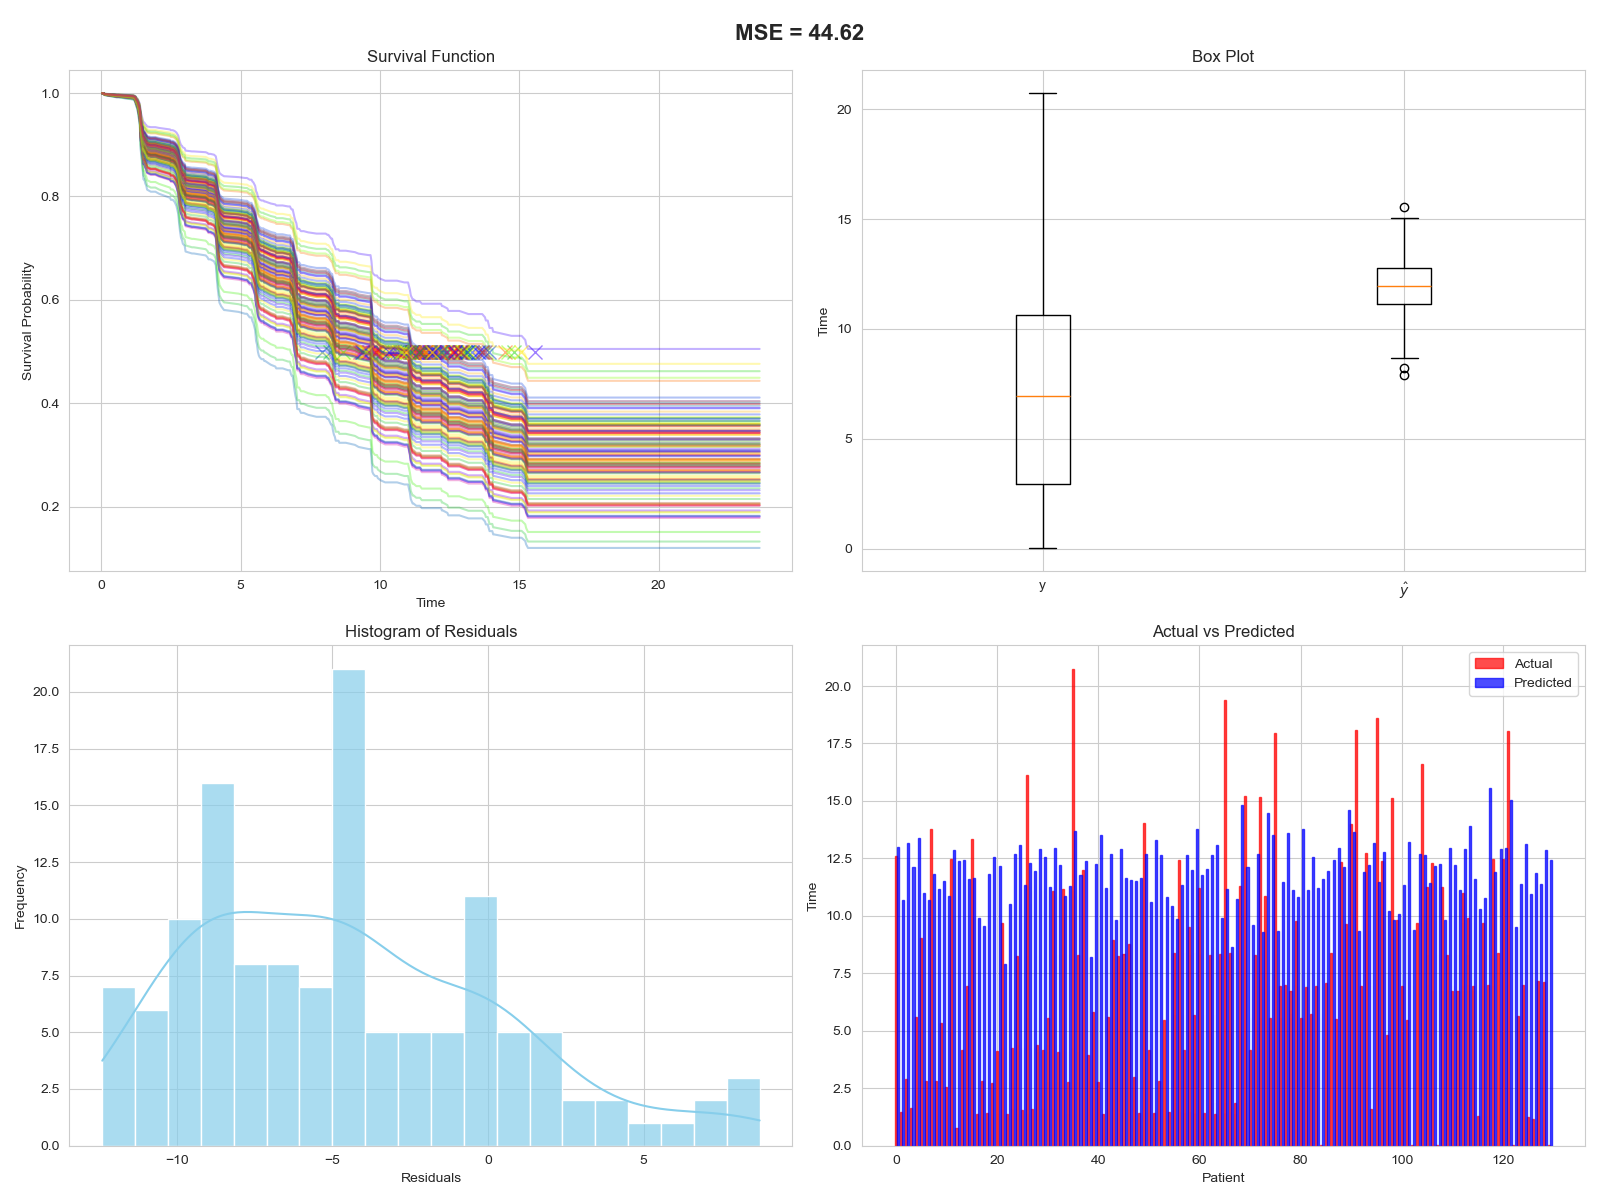 MSE = 44.62
Survival Function
1.0
0.8
0.6
0.4
0.2
Survival Probability
0 5 10 15 20
Time
Box Plot
20
15
10
5
0
Time
y ŷ
Histogram of Residuals
20.0
17.5
15.0
12.5
10.0
7.5
5.0
2.5
0.0
Frequency
−10 −5 0 5
Residuals
Actual vs Predicted
Actual
Predicted
20.0
17.5
15.0
12.5
10.0
7.5
5.0
2.5
0.0
Time
0 20 40 60 80 100 120
Patient